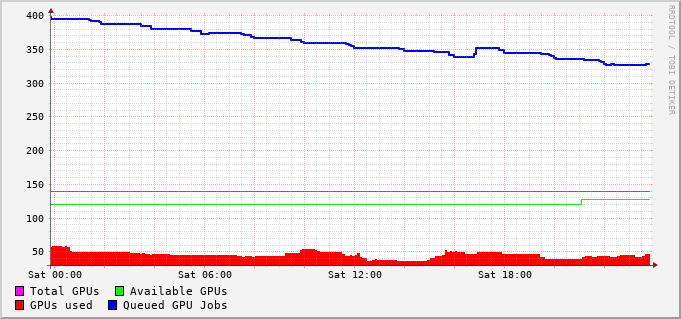 400
350
300
250
200
150
100
50
Sat 00:00 Sat 06:00 Sat 12:00 Sat 18:00
Total GPUs Available GPUs
GPUs used Queued GPU Jobs
RRDTOOL / TOBI OETIKER